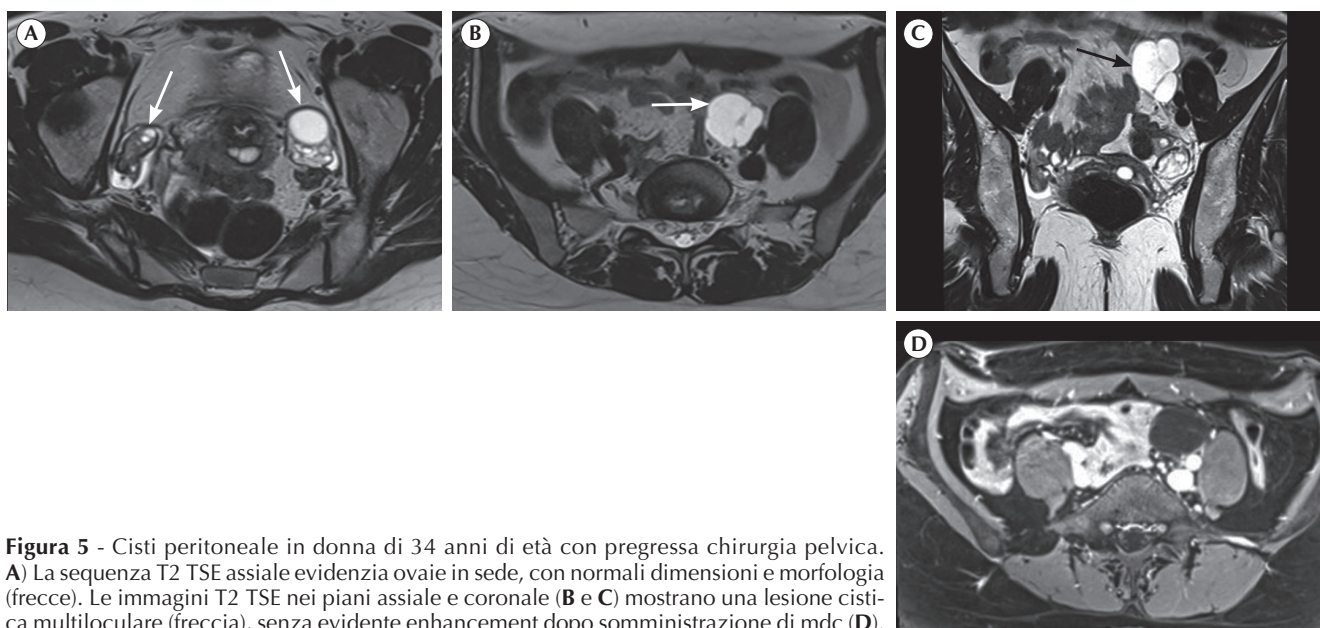 A
B
C
D
Figura 5 - Cisti peritoneale in donna di 34 anni di età con pregressa chirurgia pelvica.
A) La sequenza T2 TSE assiale evidenzia ovaie in sede, con normali dimensioni e morfologia
(frecce). Le immagini T2 TSE nei piani assiale e coronale (B e C) mostrano una lesione cisti-
ca multiloculare (freccia), senza evidente enhancement dopo somministrazione di mdc (D).